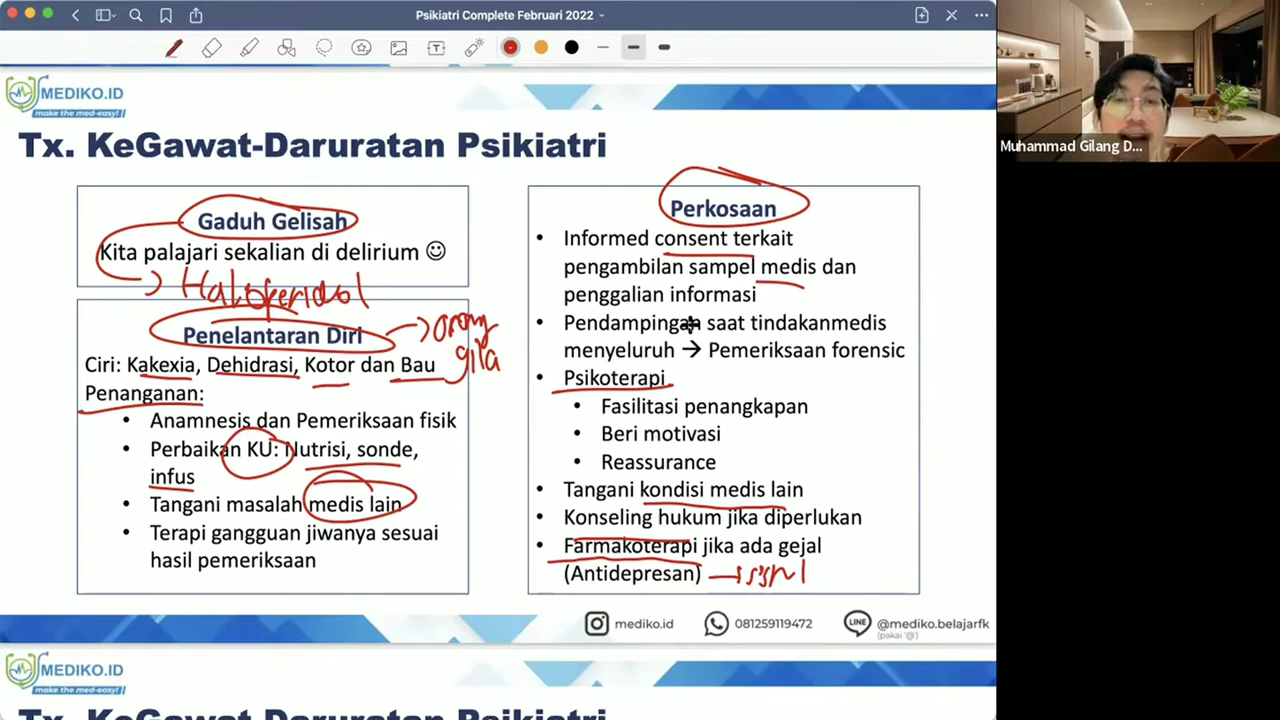 Psikiatri Complete Februari 2022
MEDIKO.ID
make the med-easy!
Tx. KeGawat-Daruratan Psikiatri
Gaduh Gelisah
Kita palajari sekalian di delirium ☺
Haloperidol
Penelantaran Diri
orang
gila
Ciri: Kakexia, Dehidrasi, Kotor dan Bau
Penanganan:
• Anamnesis dan Pemeriksaan fisik
• Perbaikan KU: Nutrisi, sonde,
infus
• Tangani masalah medis lain
• Terapi gangguan jiwanya sesuai
hasil pemeriksaan
Perkosaan
• Informed consent terkait
pengambilan sampel medis dan
penggalian informasi
• Pendampingan saat tindakanmedis
menyeluruh → Pemeriksaan forensic
• Psikoterapi
• Fasilitasi penangkapan
• Beri motivasi
• Reassurance
• Tangani kondisi medis lain
• Konseling hukum jika diperlukan
• Farmakoterapi jika ada gejal
(Antidepresan)
mediko.id
081259119472
LINE
@mediko.belajarfk
(pakai '@')
Muhammad Gilang D...
MEDIKO.ID
make the med-easy!
Tx. KeGawat-Daruratan Psikiatri